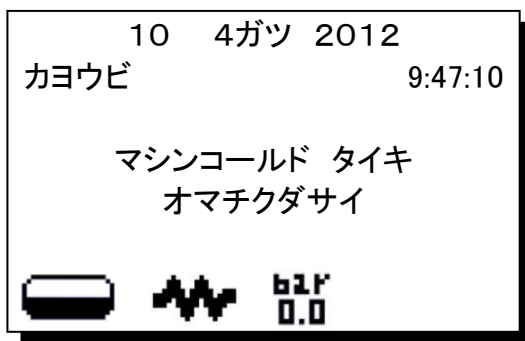 10 4ガツ 2012
カヨウビ 9:47:10
マシンコールド タイキ
オマチクダサイ
bar
0.0